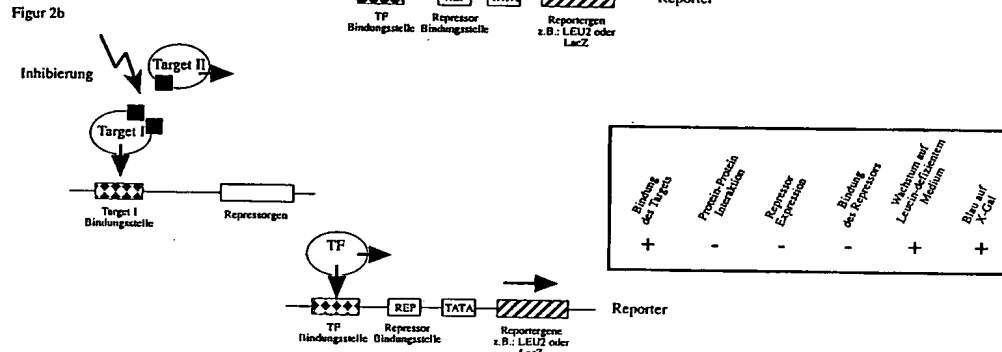 REP TATA Reporter
TF
Bindungsstelle
Repressor
Bindungsstelle
Reportergen
z.B.: LEU2 oder
LacZ
Figur 2b
Inhibierung
Target II
Target I
Target I
Bindungsstelle
Repressorgen
Bindung
des Targets
Protein-Protein
Interaktion
Repressor
Expression
Bindung
des Repressors
Wachstum auf
Leucin-defizientem
Medium
Blau auf
X-Gal
+ - - - + +
TF
REP TATA Reporter
TF
Bindungsstelle
Repressor
Bindungsstelle
Reportergene
z.B.: LEU2 oder
LacZ